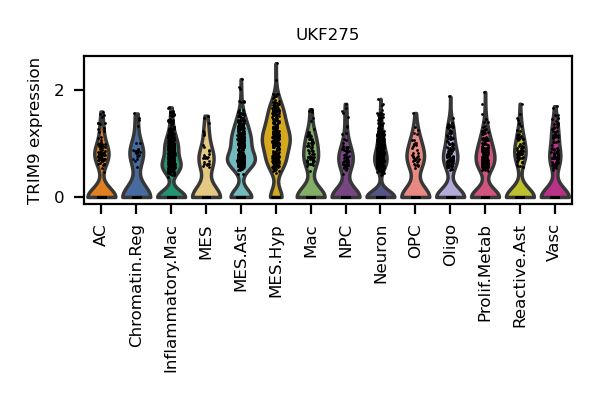 UKF275
TRIM9 expression
2
0
AC
Chromatin.Reg
Inflammatory.Mac
MES
MES.Ast
MES.Hyp
Mac
NPC
Neuron
OPC
Oligo
Prolif.Metab
Reactive.Ast
Vasc